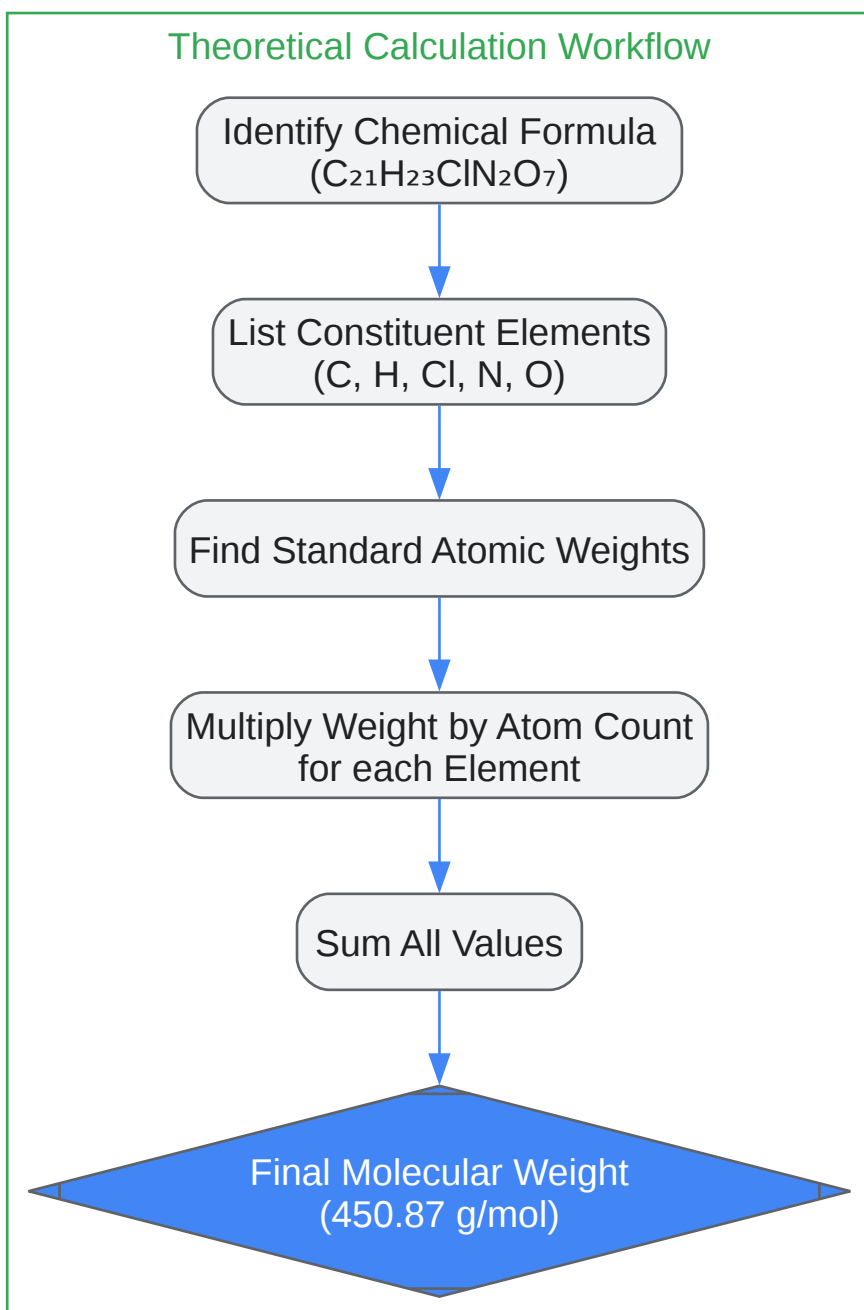 Theoretical Calculation Workflow
Identify Chemical Formula
(C₂₁H₂₃ClN₂O₇)
List Constituent Elements
(C, H, Cl, N, O)
Find Standard Atomic Weights
Multiply Weight by Atom Count
for each Element
Sum All Values
Final Molecular Weight
(450.87 g/mol)